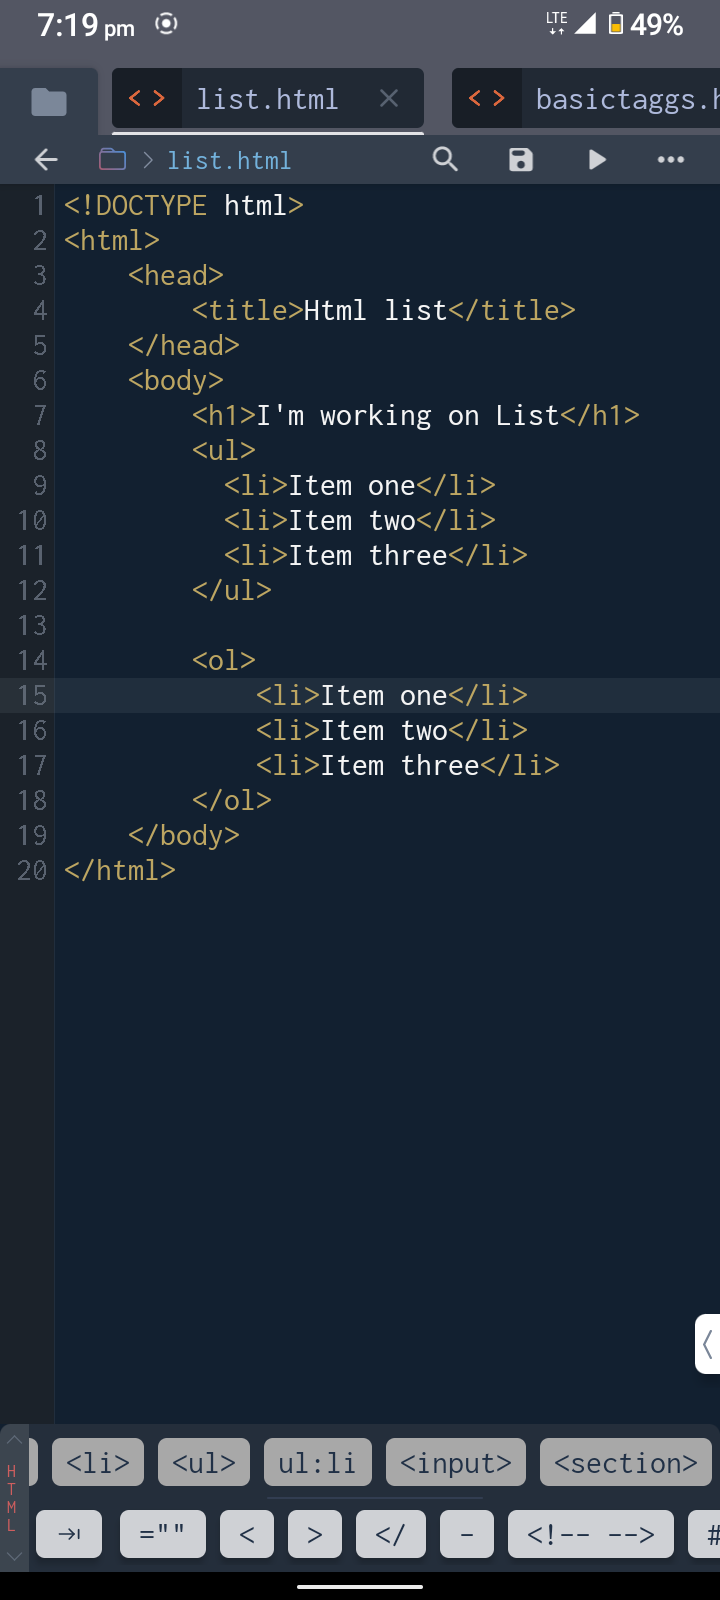 7:19 pm LTE 49%
< > list.html × < > basictaggs.h
> list.html
1 <!DOCTYPE html>
2 <html>
3     <head>
4         <title>Html list</title>
5     </head>
6     <body>
7         <h1>I'm working on List</h1>
8         <ul>
9           <li>Item one</li>
10           <li>Item two</li>
11           <li>Item three</li>
12         </ul>
13
14         <ol>
15             <li>Item one</li>
16             <li>Item two</li>
17             <li>Item three</li>
18         </ol>
19     </body>
20 </html>
HTML
<li> <ul> ul:li <input> <section>
="" < > </ - <!-- --> #